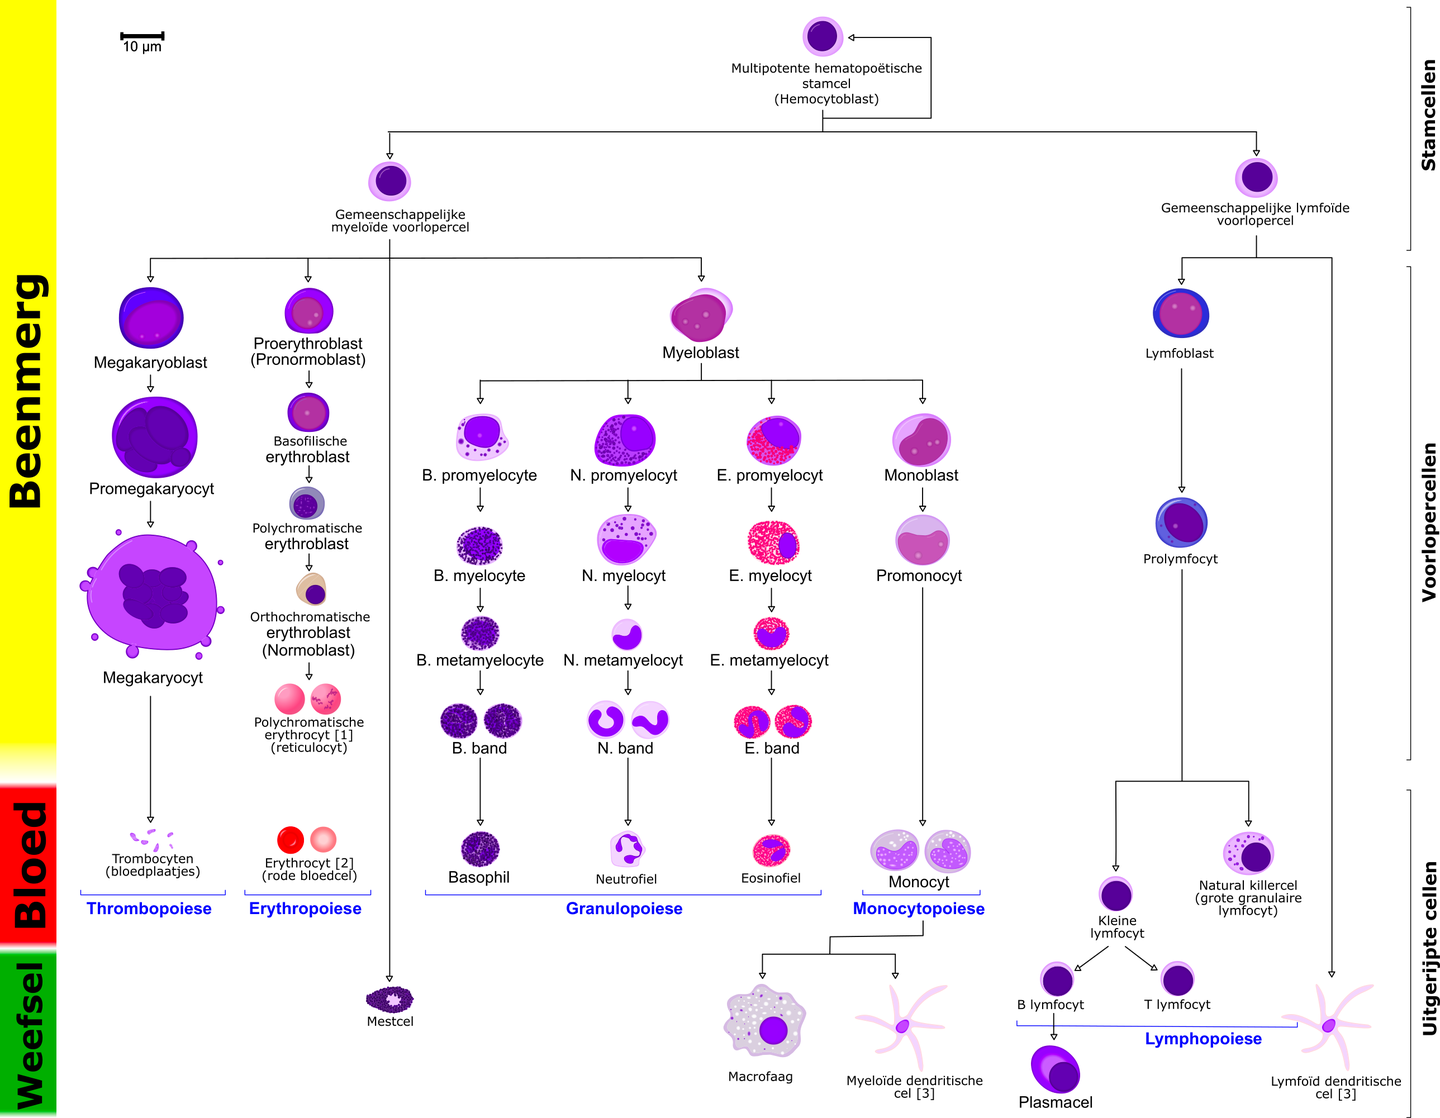 10 µm
Multipotente hematopoëtische
stamcel
(Hemocytoblast)
Gemeenschappelijke
myeloïde voorlopercel
Gemeenschappelijke lymfoïde
voorlopercel
Megakaryoblast
Proerythroblast
(Pronormoblast)
Myeloblast
Lymfoblast
Promegakaryocyt
Basofilische
erythroblast
B. promyelocyte
N. promyelocyt
E. promyelocyt
Monoblast
Polychromatische
erythroblast
B. myelocyte
N. myelocyt
E. myelocyt
Promonocyt
Prolymfocyt
Megakaryocyt
Orthochromatische
erythroblast
(Normoblast)
B. metamyelocyte
N. metamyelocyt
E. metamyelocyt
Polychromatische
erythrocyt [1]
(reticulocyt)
B. band
N. band
E. band
Trombocyten
(bloedplaatjes)
Erythrocyt [2]
(rode bloedcel)
Basophil
Neutrofiel
Eosinofiel
Monocyt
Natural killercel
(grote granulaire
lymfocyt)
Kleine
lymfocyt
Thrombopoiese
Erythropoiese
Granulopoiese
Monocytopoiese
B lymfocyt
T lymfocyt
Lymphopoiese
Mestcel
Macrofaag
Myeloïde dendritische
cel [3]
Plasmacel
Lymfoïd dendritische
cel [3]
Beenmerg
Bloed
Weefsel
Stamcellen
Voorlopercellen
Uitgerijpte cellen